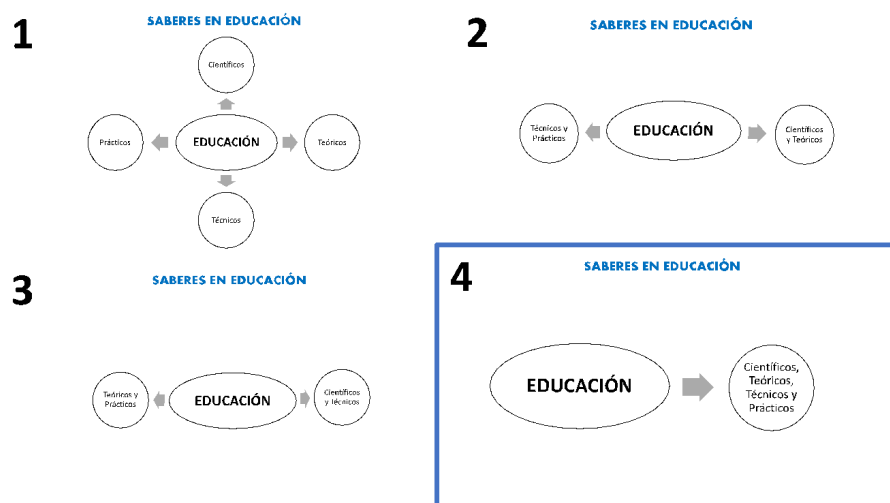 1
SABERES EN EDUCACIÓN
Científicos
Prácticos
EDUCACIÓN
Teóricos
Técnicos
2
SABERES EN EDUCACIÓN
Técnicos y
Prácticos
EDUCACIÓN
Científicos
y Teóricos
3
SABERES EN EDUCACIÓN
Teóricos y
Prácticos
EDUCACIÓN
Científicos
y Técnicos
4
SABERES EN EDUCACIÓN
EDUCACIÓN
Científicos,
Teóricos,
Técnicos y
Prácticos